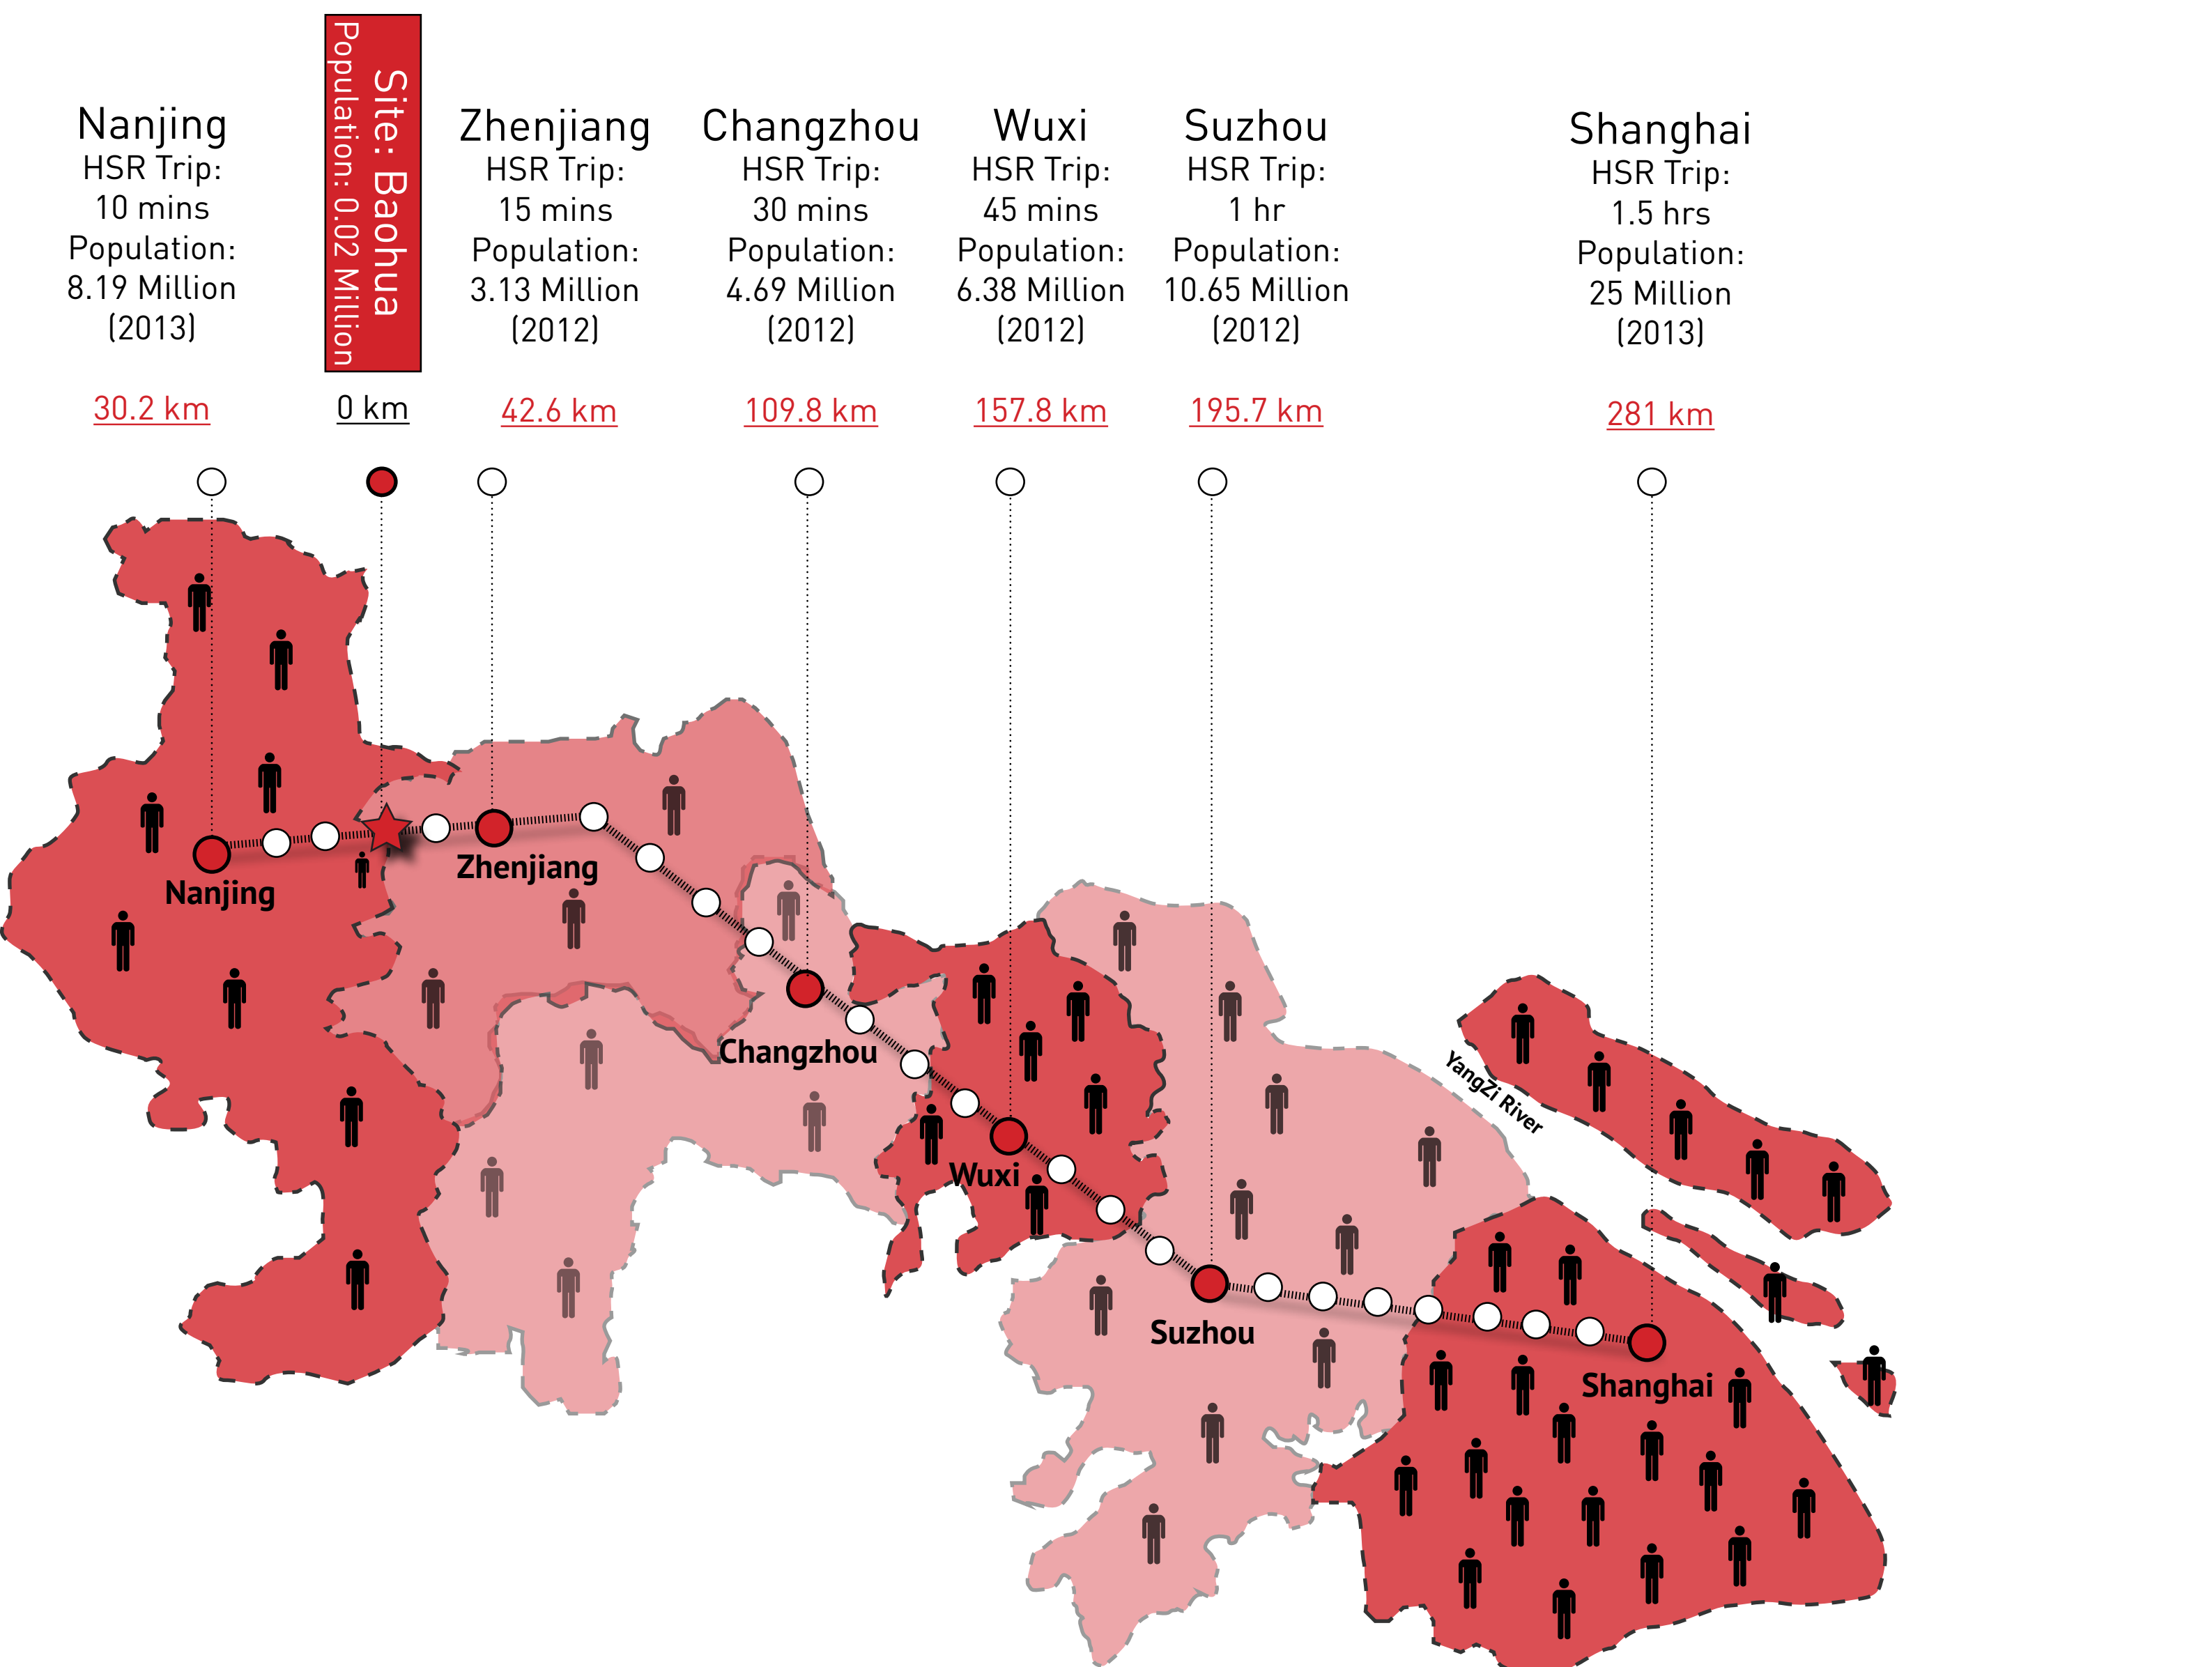 Nanjing
HSR Trip:
10 mins
Population:
8.19 Million
(2013)
30.2 km
Site: Baohua
Population: 0.02 Million
0 km
Zhenjiang
HSR Trip:
15 mins
Population:
3.13 Million
(2012)
42.6 km
Changzhou
HSR Trip:
30 mins
Population:
4.69 Million
(2012)
109.8 km
Wuxi
HSR Trip:
45 mins
Population:
6.38 Million
(2012)
157.8 km
Suzhou
HSR Trip:
1 hr
Population:
10.65 Million
(2012)
195.7 km
Shanghai
HSR Trip:
1.5 hrs
Population:
25 Million
(2013)
281 km
Nanjing
Zhenjiang
Changzhou
Wuxi
Suzhou
YangZi River
Shanghai